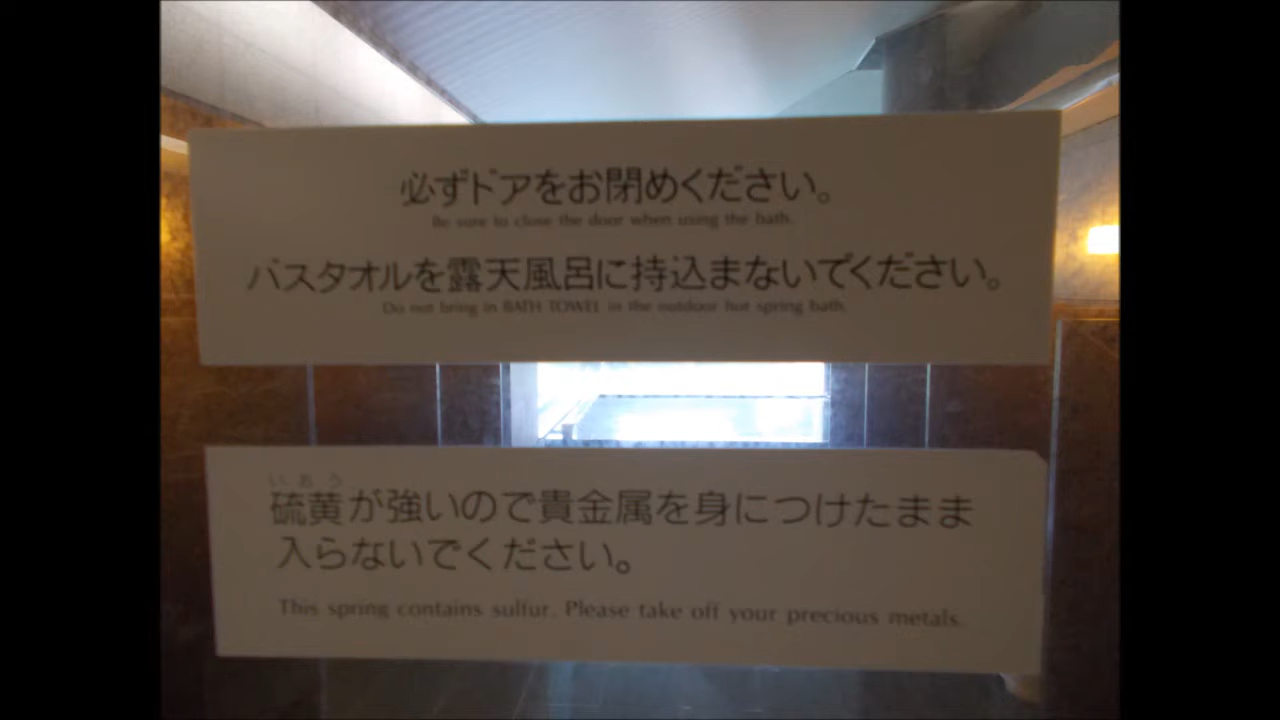 必ずドアをお閉めください。
Be sure to close the door when using the bath.
バスタオルを露天風呂に持込まないでください。
Do not bring in BATH TOWEL in the outdoor hot spring bath.
いおう
硫黄が強いので貴金属を身につけたまま
入らないでください。
This spring contains sulfur. Please take off your precious metals.